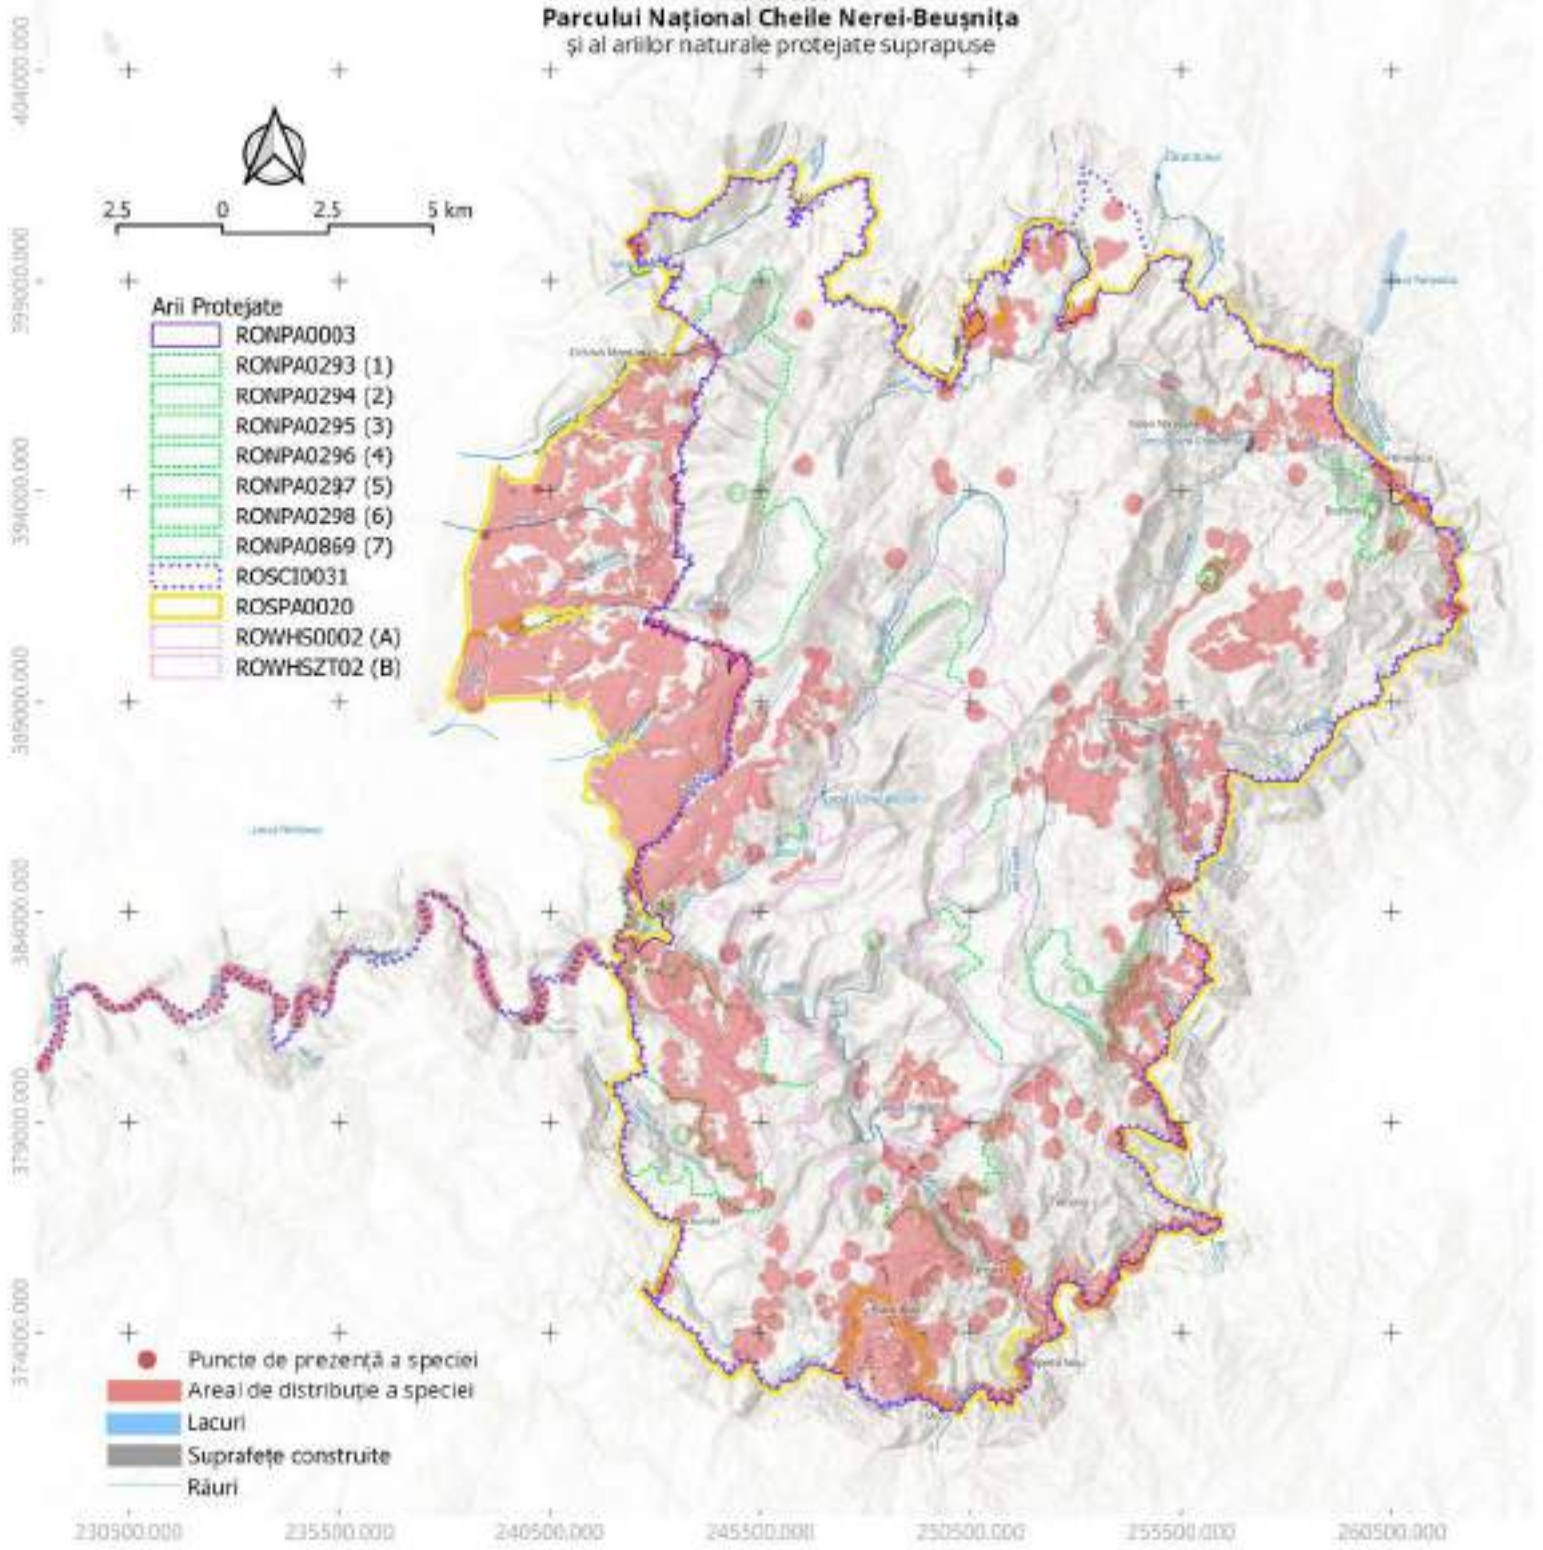 Parcului Național Cheile Nerei-Beușnița
și al ariilor naturale protejate suprapuse
404000.000
399000.000
394000.000
389000.000
384000.000
379000.000
374000.000
2.5 0 2.5 5 km
Arii Protejate
RONPA0003
RONPA0293 (1)
RONPA0294 (2)
RONPA0295 (3)
RONPA0296 (4)
RONPA0297 (5)
RONPA0298 (6)
RONPA0869 (7)
ROSCI0031
ROSPA0020
ROWHS0002 (A)
ROWHSZT02 (B)
Puncte de prezență a speciei
Areal de distribuție a speciei
Lacuri
Suprafețe construite
Râuri
230500.000 235500.000 240500.000 245500.000 250500.000 255500.000 260500.000